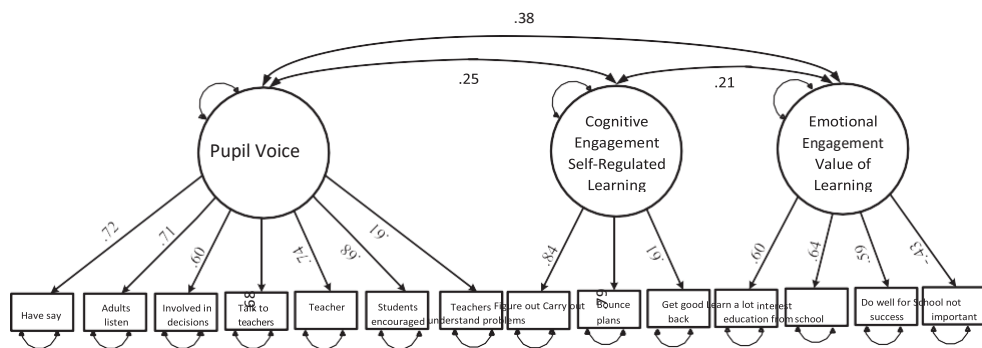 .38
.25
.21
Pupil Voice
Cognitive
Engagement
Self-Regulated
Learning
Emotional
Engagement
Value of
Learning
.72
.71
.60
.68
.74
.68
.61
.84
.61
.60
.64
.59
-.43
Have say
Adults
listen
Involved in
decisions
Talk to
teachers
Teacher
Students
encouraged
Teachers
understand problems
Figure out Carry out
Bounce
plans
Get good
back
Learn a lot interest
education from school
Do well for
success
School not
important